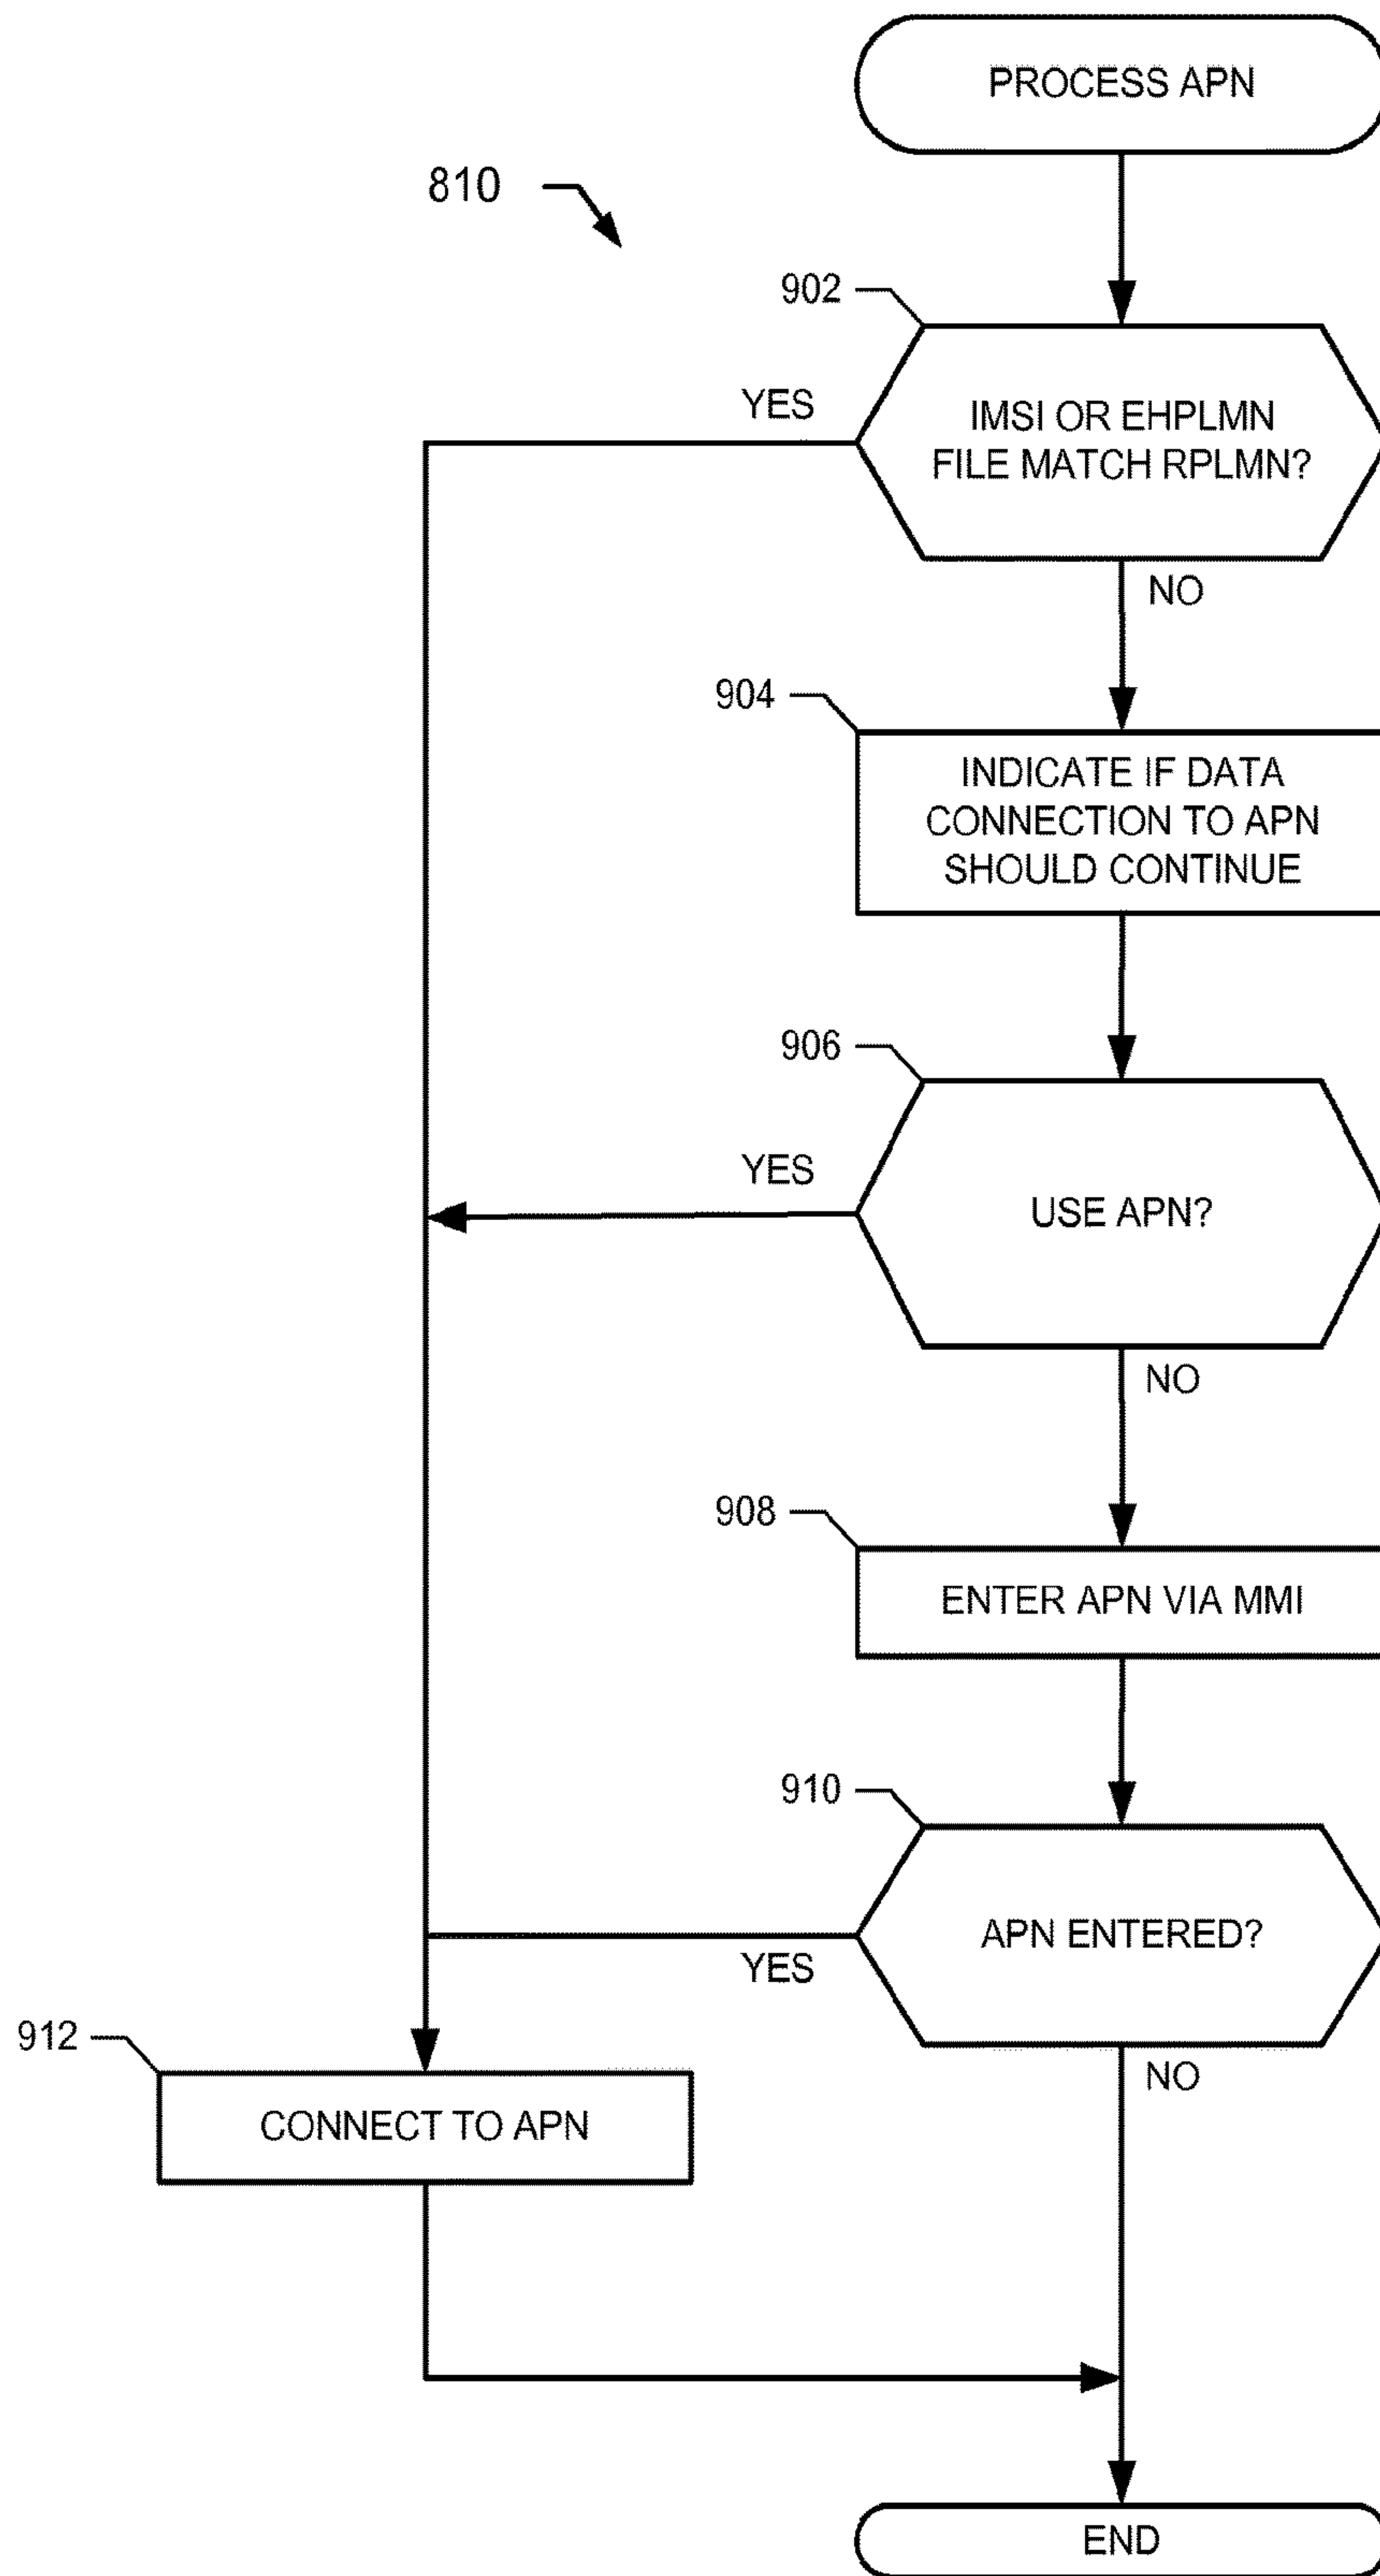 PROCESS APN
810
902
YES
IMSI OR EHPLMN
FILE MATCH RPLMN?
NO
904
INDICATE IF DATA
CONNECTION TO APN
SHOULD CONTINUE
906
YES
USE APN?
NO
908
ENTER APN VIA MMI
910
APN ENTERED?
YES
912
NO
CONNECT TO APN
END